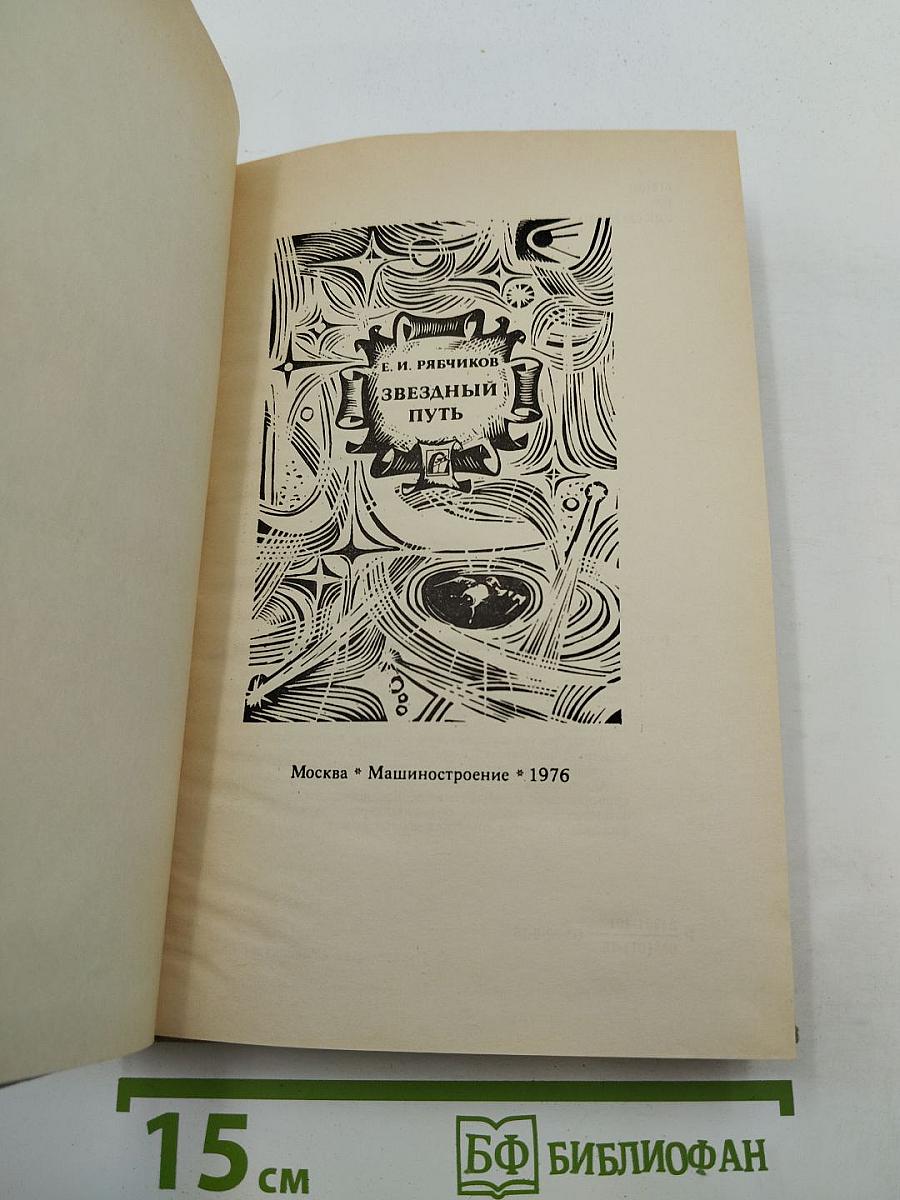 Е. И. РЯБЧИКОВ
ЗВЕЗДНЫЙ
ПУТЬ
Москва * Машиностроение * 1976
15 см
БФ БИБЛИОФАН